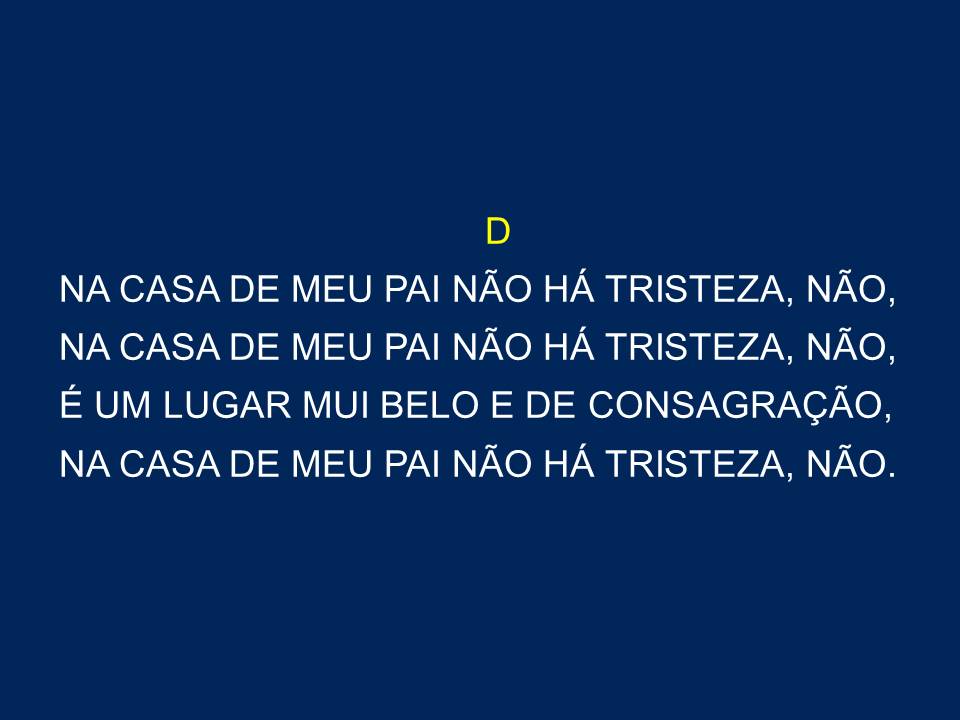 D
NA CASA DE MEU PAI NÃO HÁ TRISTEZA, NÃO,
NA CASA DE MEU PAI NÃO HÁ TRISTEZA, NÃO,
É UM LUGAR MUI BELO E DE CONSAGRAÇÃO,
NA CASA DE MEU PAI NÃO HÁ TRISTEZA, NÃO.